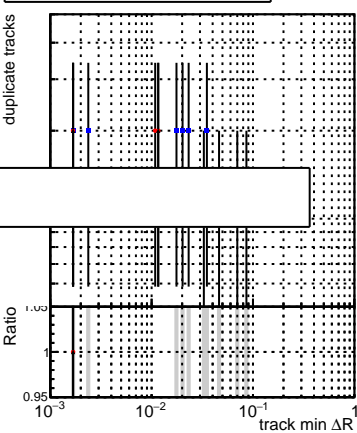 duplicate tracks
Ratio
1.05
1
0.95
10⁻³ 10⁻² 10⁻¹ 1
track min ΔR